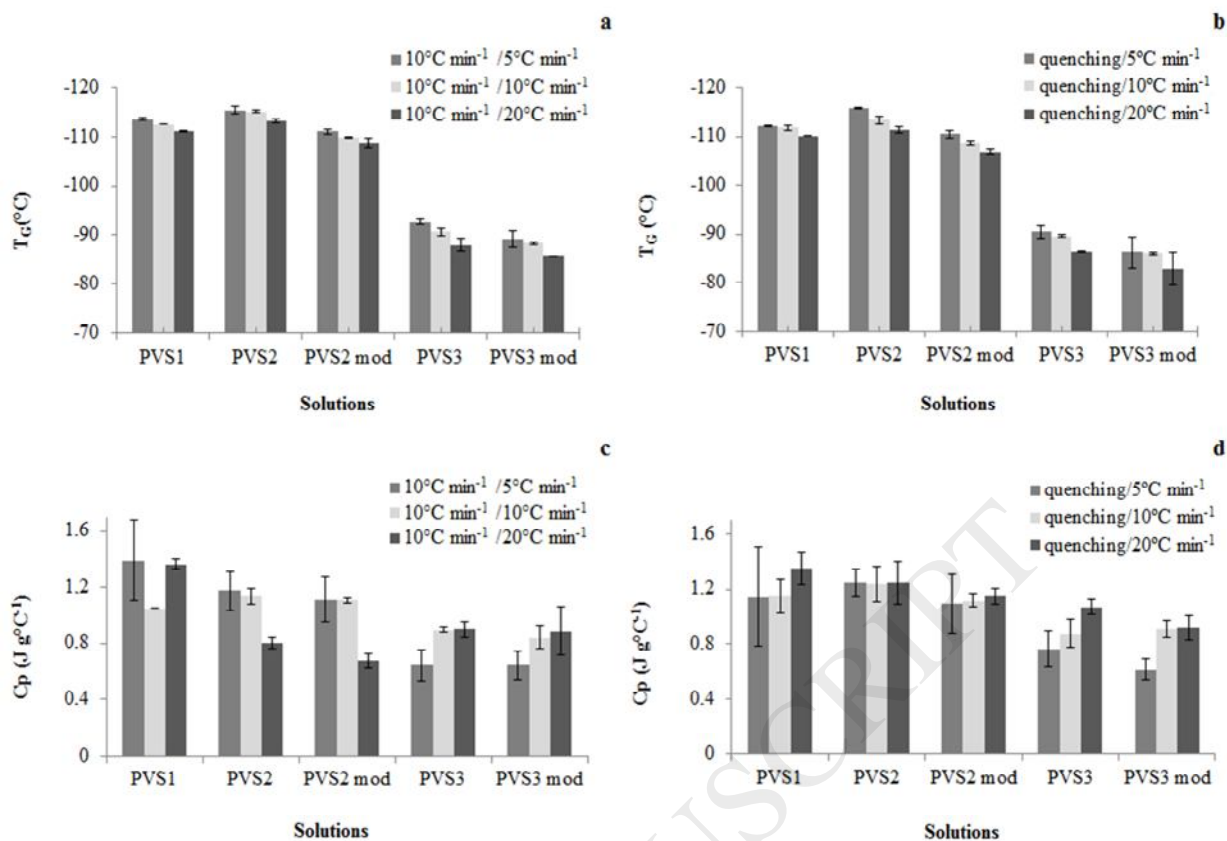 a
10°C min-1 /5°C min-1
10°C min-1 /10°C min-1
10°C min-1 /20°C min-1
-120
-110
-100
-90
-80
-70
TG(°C)
PVS1 PVS2 PVS2 mod PVS3 PVS3 mod
Solutions
b
quenching/5°C min-1
quenching/10°C min-1
quenching/20°C min-1
-120
-110
-100
-90
-80
-70
TG (°C)
PVS1 PVS2 PVS2 mod PVS3 PVS3 mod
Solutions
c
10°C min-1 /5°C min-1
10°C min-1 /10°C min-1
10°C min-1 /20°C min-1
1.6
1.2
0.8
0.4
0
Cp (J g°C-1)
PVS1 PVS2 PVS2 mod PVS3 PVS3 mod
Solutions
d
quenching/5°C min-1
quenching/10°C min-1
quenching/20°C min-1
1.6
1.2
0.8
0.4
0
Cp (J g°C-1)
PVS1 PVS2 PVS2 mod PVS3 PVS3 mod
Solutions
USCRIPT